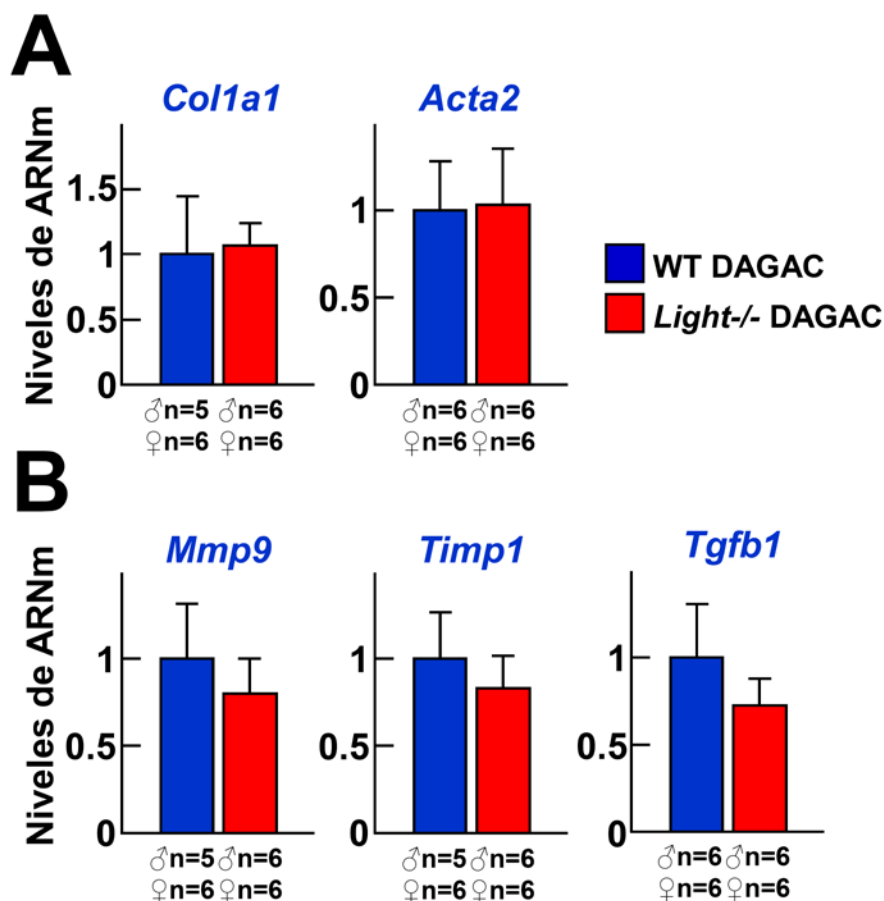 A
Col1a1 Acta2
Niveles de ARNm
1.5
1
0.5
0
1
0.5
0
WT DAGAC
Light-/- DAGAC
♂n=5 ♂n=6 ♂n=6 ♂n=6
♀n=6 ♀n=6 ♀n=6 ♀n=6
B
Mmp9 Timp1 Tgfb1
Niveles de ARNm
1
0.5
0
1
0.5
0
1
0.5
0
♂n=5 ♂n=6 ♂n=5 ♂n=6 ♂n=6 ♂n=6
♀n=6 ♀n=6 ♀n=6 ♀n=6 ♀n=6 ♀n=6